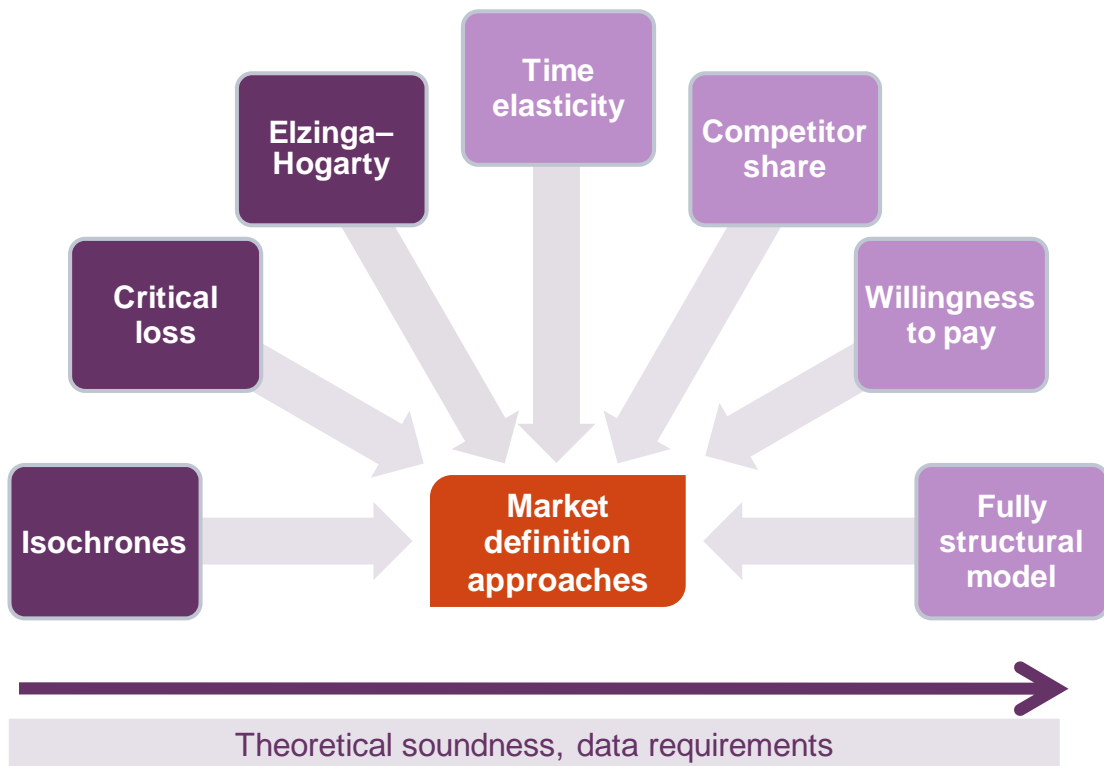 Time
elasticity
Elzinga–
Hogarty
Competitor
share
Critical
loss
Willingness
to pay
Isochrones
Market
definition
approaches
Fully
structural
model
Theoretical soundness, data requirements